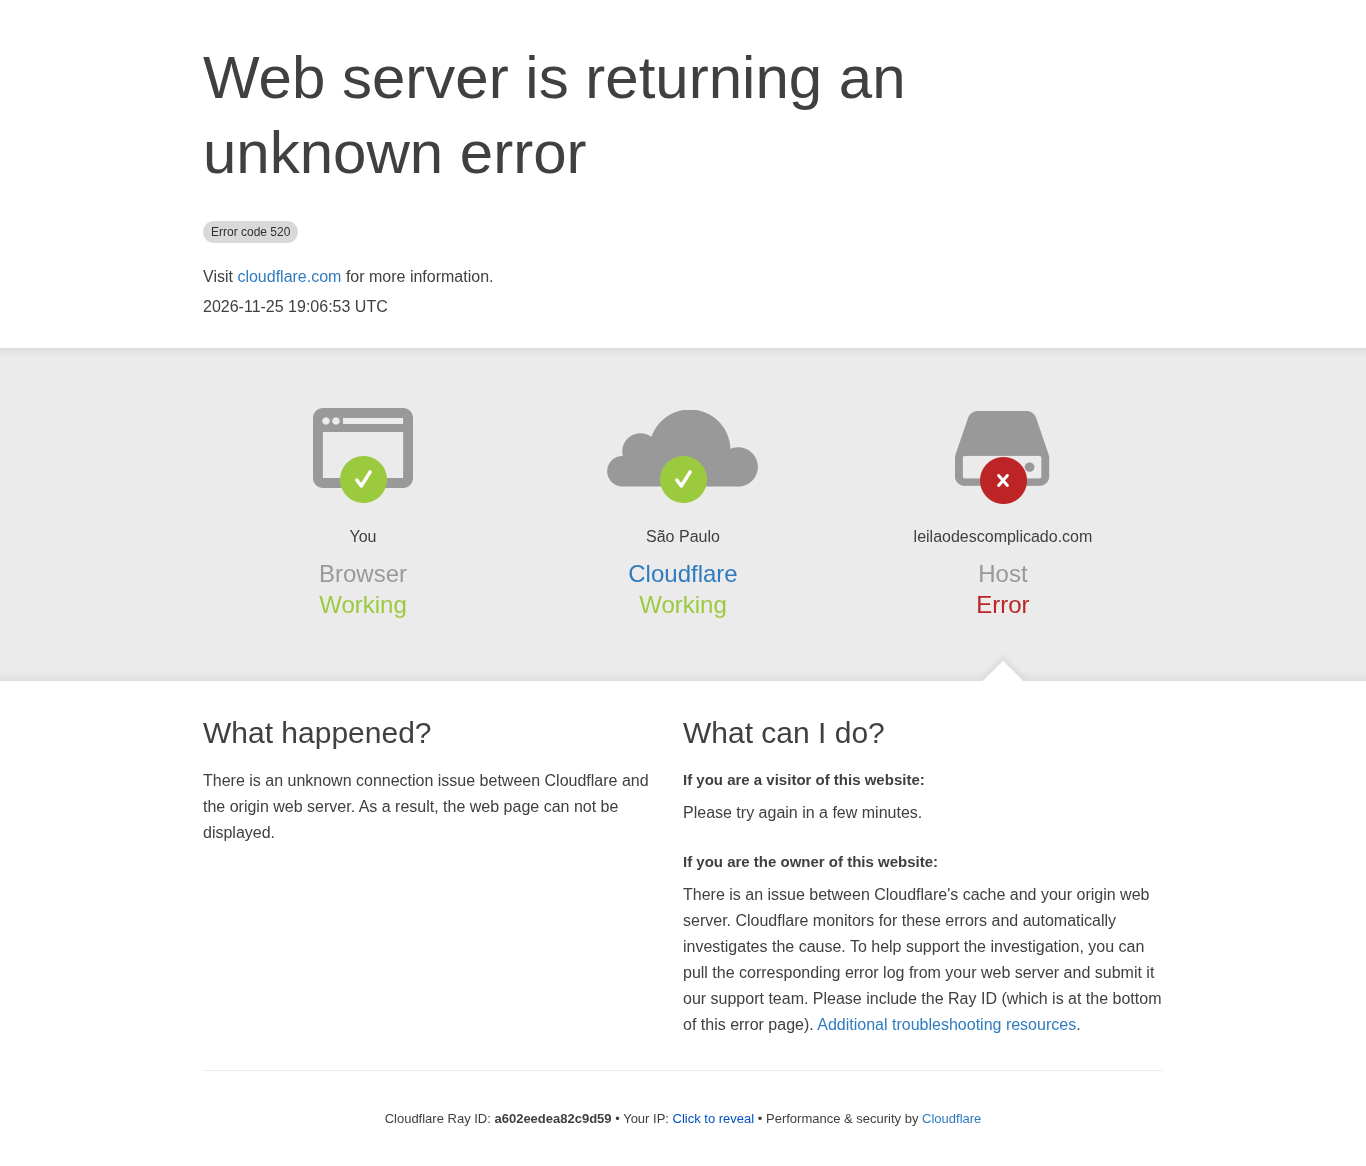 Web server is returning an
unknown error
Error code 520
Visit cloudflare.com for more information.
2026-11-25 19:06:53 UTC
You
Browser
Working
São Paulo
Cloudflare
Working
leilaodescomplicado.com
Host
Error
What happened?
There is an unknown connection issue between Cloudflare and
the origin web server. As a result, the web page can not be
displayed.
What can I do?
If you are a visitor of this website:
Please try again in a few minutes.
If you are the owner of this website:
There is an issue between Cloudflare's cache and your origin web
server. Cloudflare monitors for these errors and automatically
investigates the cause. To help support the investigation, you can
pull the corresponding error log from your web server and submit it
our support team. Please include the Ray ID (which is at the bottom
of this error page). Additional troubleshooting resources.
Cloudflare Ray ID: a602eedea82c9d59 • Your IP: Click to reveal • Performance & security by Cloudflare